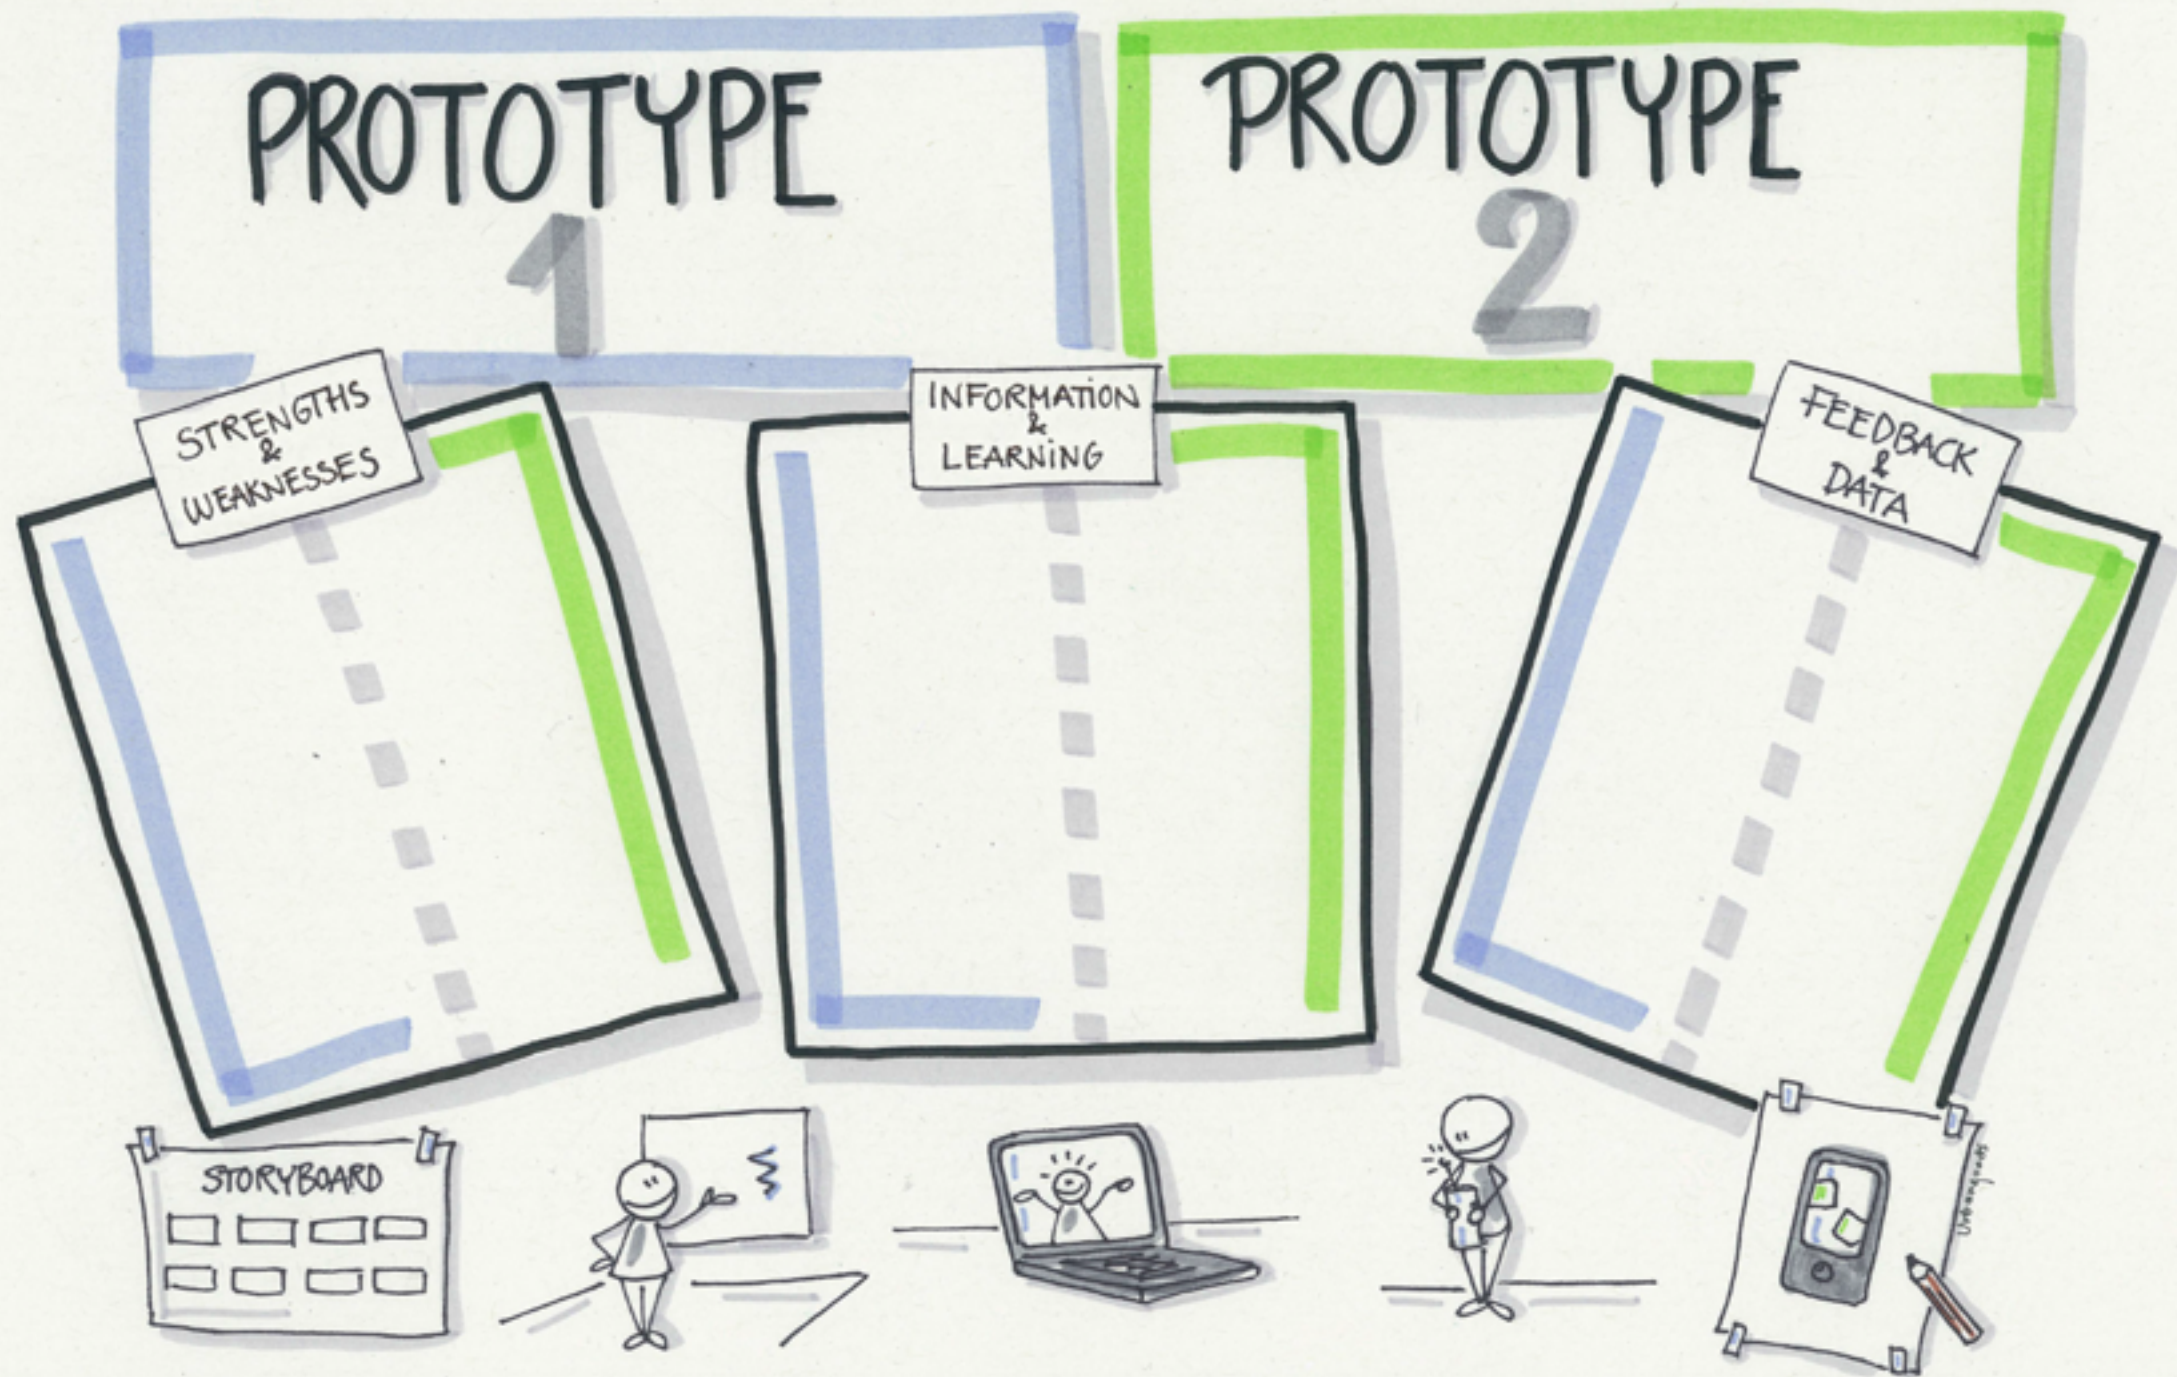 PROTOTYPE
1
PROTOTYPE
2
STRENGTHS
&
WEAKNESSES
INFORMATION
&
LEARNING
FEEDBACK
&
DATA
STORYBOARD